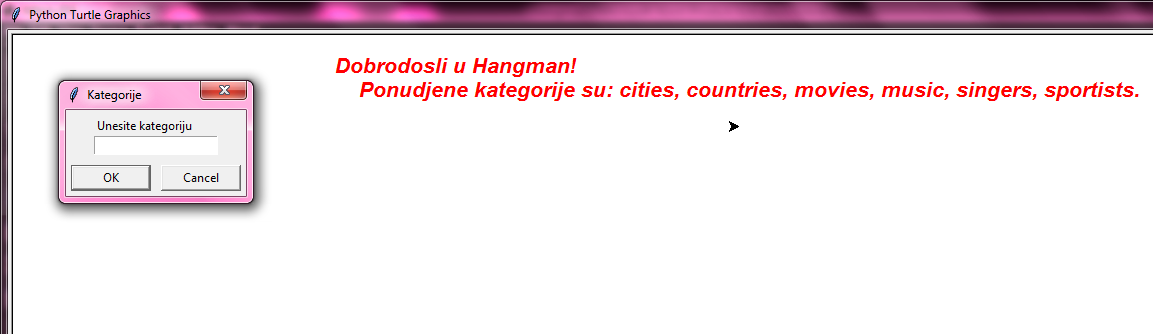 Python Turtle Graphics
Dobrodosli u Hangman!
Ponudjene kategorije su: cities, countries, movies, music, singers, sportists.
Kategorije
Unesite kategoriju
OK Cancel